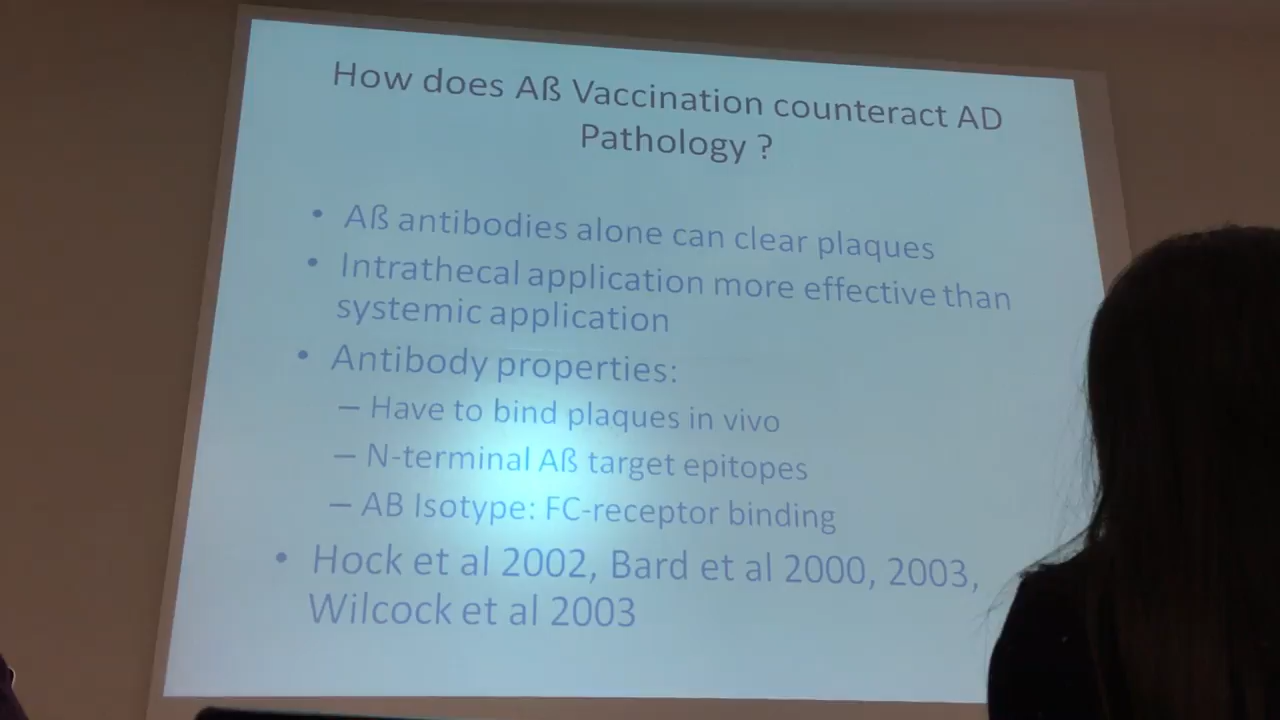 How does Aß Vaccination counteract AD
Pathology ?
• Aß antibodies alone can clear plaques
• Intrathecal application more effective than
systemic application
• Antibody properties:
– Have to bind plaques in vivo
– N-terminal Aß target epitopes
– AB Isotype: FC-receptor binding
• Hock et al 2002, Bard et al 2000, 2003,
Wilcock et al 2003